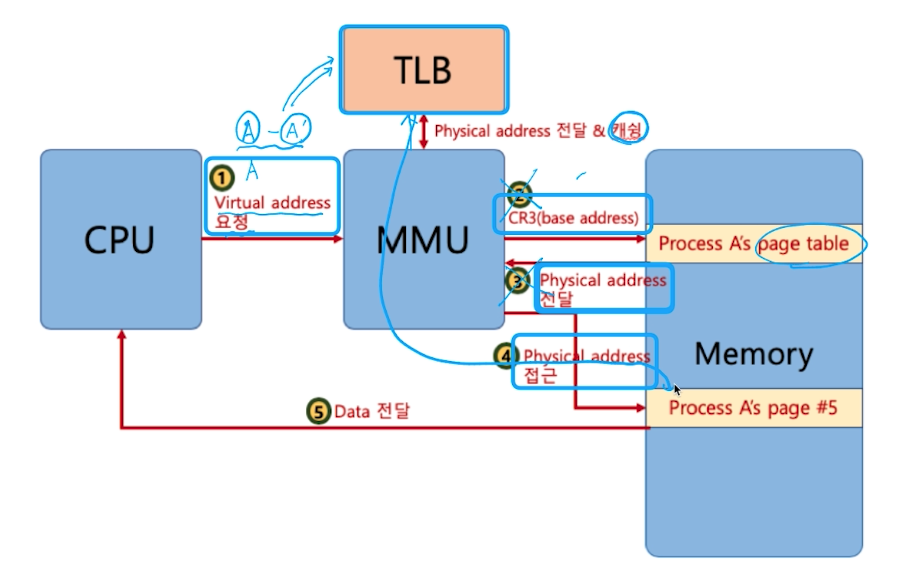 TLB
A - A'
Physical address 전달 & 캐슁
A
①
Virtual address
요청
CPU
MMU
②
CR3(base address)
Process A's page table
③ Physical address
전달
④ Physical address
접근
Memory
Process A's page #5
⑤ Data 전달